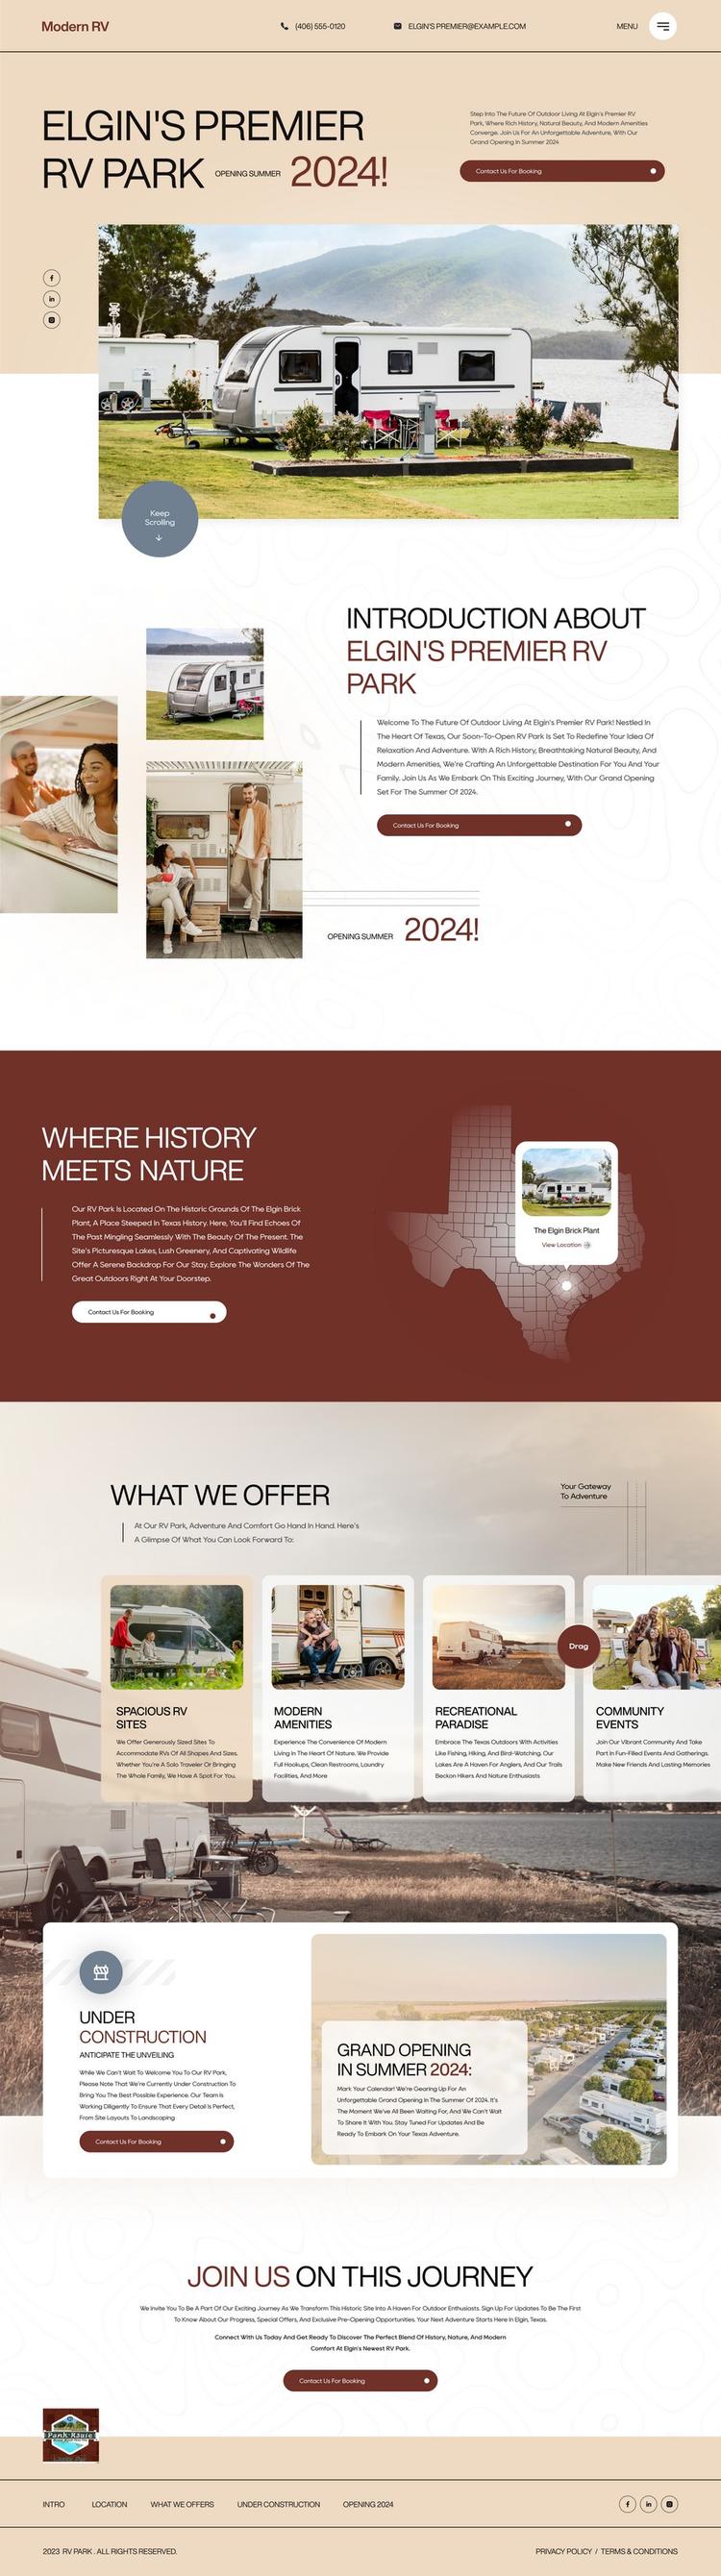 Modern RV
(406) 555-0120
ELGIN'S PREMIER@EXAMPLE.COM
MENU
ELGIN'S PREMIER
RV PARK
OPENING SUMMER
2024!
Step Into The Future Of Outdoor Living At Elgin's Premier RV
Park, Where Rich History, Natural Beauty, And Modern Amenities
Converge. Join Us For An Unforgettable Adventure, With Our
Grand Opening In Summer 2024
Contact Us For Booking
Keep
Scrolling
INTRODUCTION ABOUT
ELGIN'S PREMIER RV
PARK
Welcome To The Future Of Outdoor Living At Elgin's Premier RV Park! Nestled In
The Heart Of Texas, Our Soon-To-Open RV Park Is Set To Redefine Your Idea Of
Relaxation And Adventure. With A Rich History, Breathtaking Natural Beauty, And
Modern Amenities, We're Crafting An Unforgettable Destination For You And Your
Family. Join Us As We Embark On This Exciting Journey, With Our Grand Opening
Set For The Summer Of 2024.
Contact Us For Booking
OPENING SUMMER
2024!
WHERE HISTORY
MEETS NATURE
Our RV Park Is Located On The Historic Grounds Of The Elgin Brick
Plant, A Place Steeped In Texas History. Here, You'll Find Echoes Of
The Past Mingling Seamlessly With The Beauty Of The Present. The
Site's Picturesque Lakes, Lush Greenery, And Captivating Wildlife
Offer A Serene Backdrop For Our Stay. Explore The Wonders Of The
Great Outdoors Right At Your Doorstep.
Contact Us For Booking
The Elgin Brick Plant
View Location
WHAT WE OFFER
At Our RV Park, Adventure And Comfort Go Hand In Hand. Here's
A Glimpse Of What You Can Look Forward To:
Your Gateway
To Adventure
SPACIOUS RV
SITES
We Offer Generously Sized Sites To
Accommodate RVs Of All Shapes And Sizes.
Whether You're A Solo Traveler Or Bringing
The Whole Family, We Have A Spot For You.
MODERN
AMENITIES
Experience The Convenience Of Modern
Living In The Heart Of Nature. We Provide
Full Hookups, Clean Restrooms, Laundry
Facilities, And More
RECREATIONAL
PARADISE
Embrace The Texas Outdoors With Activities
Like Fishing, Hiking, And Bird-Watching. Our
Lakes Are A Haven For Anglers, And Our Trails
Beckon Hikers And Nature Enthusiasts
Drag
COMMUNITY
EVENTS
Join Our Vibrant Community And Take
Part In Fun-Filled Events And Gatherings.
Make New Friends And Lasting Memories
UNDER
CONSTRUCTION
ANTICIPATE THE UNVEILING
While We Can't Wait To Welcome You To Our RV Park,
Please Note That We're Currently Under Construction To
Bring You The Best Possible Experience. Our Team Is
Working Diligently To Ensure That Every Detail Is Perfect,
From Site Layouts To Landscaping
Contact Us For Booking
GRAND OPENING
IN SUMMER 2024:
Mark Your Calendar! We're Gearing Up For An
Unforgettable Grand Opening In The Summer Of 2024. It's
The Moment We've All Been Waiting For, And We Can't Wait
To Share It With You. Stay Tuned For Updates And Be
Ready To Embark On Your Texas Adventure.
JOIN US ON THIS JOURNEY
We Invite You To Be A Part Of Our Exciting Journey As We Transform This Historic Site Into A Haven For Outdoor Enthusiasts. Sign Up For Updates To Be The First
To Know About Our Progress, Special Offers, And Exclusive Pre-Opening Opportunities. Your Next Adventure Starts Here In Elgin, Texas.
Connect With Us Today And Get Ready To Discover The Perfect Blend Of History, Nature, And Modern
Comfort At Elgin's Newest RV Park.
Contact Us For Booking
INTRO
LOCATION
WHAT WE OFFERS
UNDER CONSTRUCTION
OPENING 2024
2023 RV PARK . ALL RIGHTS RESERVED.
PRIVACY POLICY / TERMS & CONDITIONS